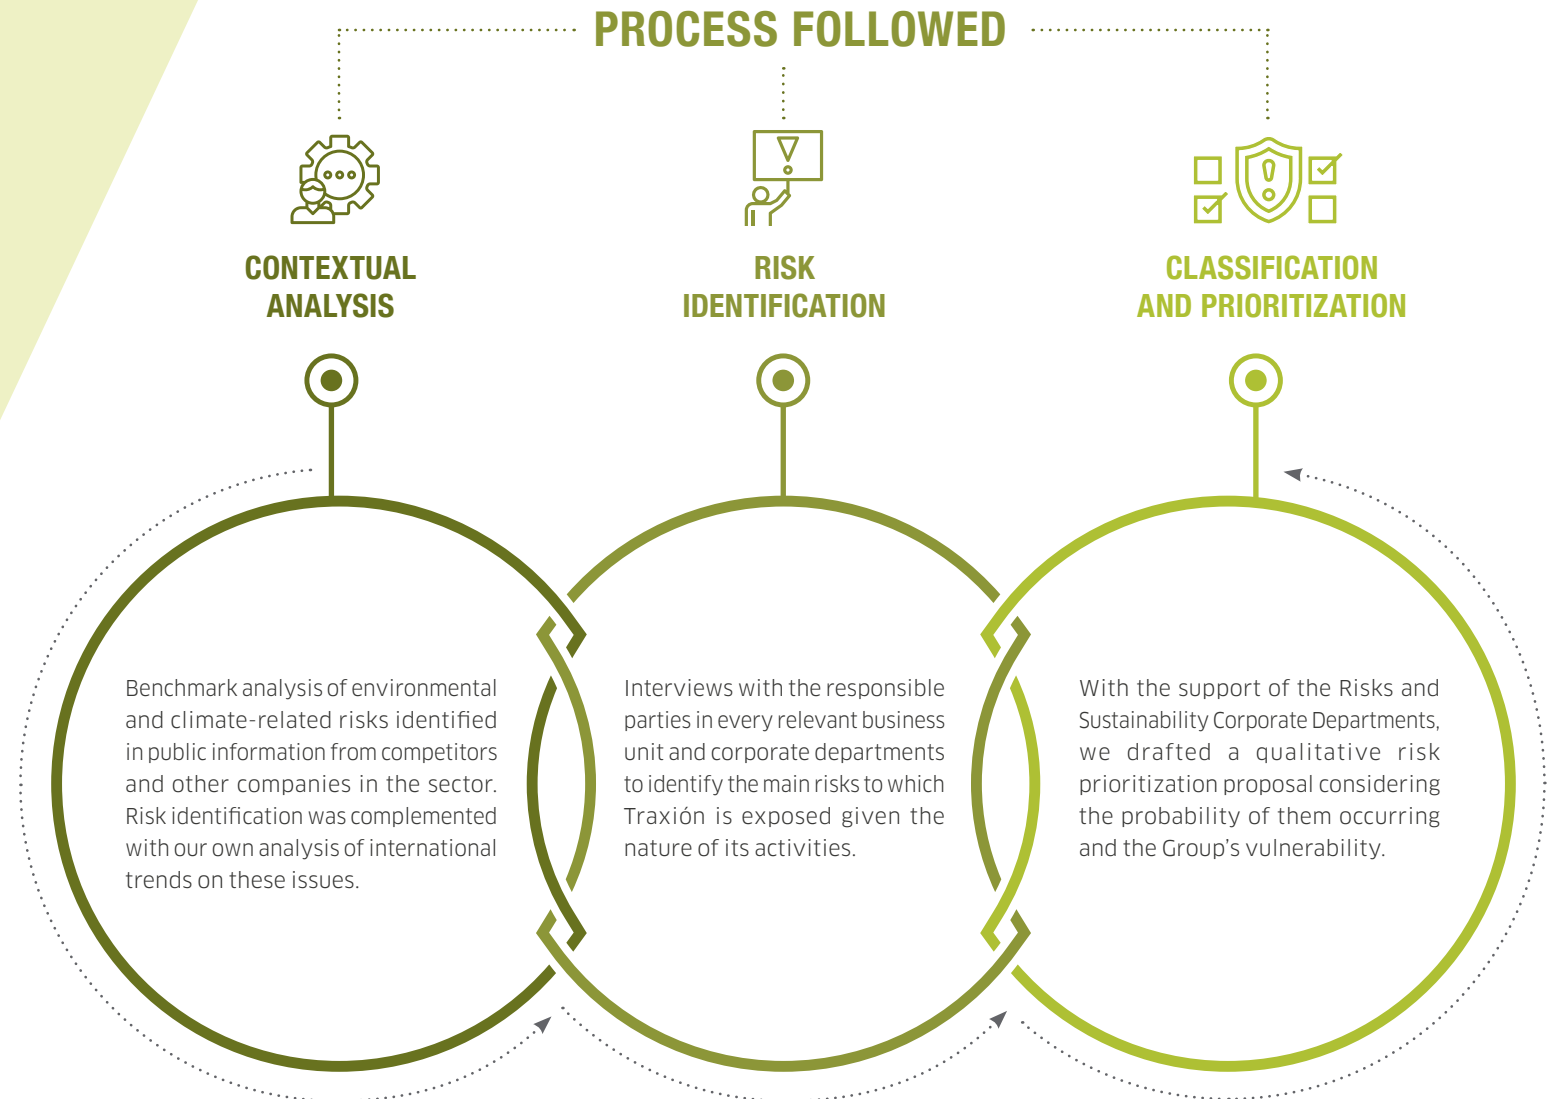 PROCESS FOLLOWED
CONTEXTUAL
ANALYSIS
Benchmark analysis of environmental
and climate-related risks identified
in public information from competitors
and other companies in the sector.
Risk identification was complemented
with our own analysis of international
trends on these issues.
RISK
IDENTIFICATION
Interviews with the responsible
parties in every relevant business
unit and corporate departments
to identify the main risks to which
Traxión is exposed given the
nature of its activities.
CLASSIFICATION
AND PRIORITIZATION
With the support of the Risks and
Sustainability Corporate Departments,
we drafted a qualitative risk
prioritization proposal considering
the probability of them occurring
and the Group's vulnerability.